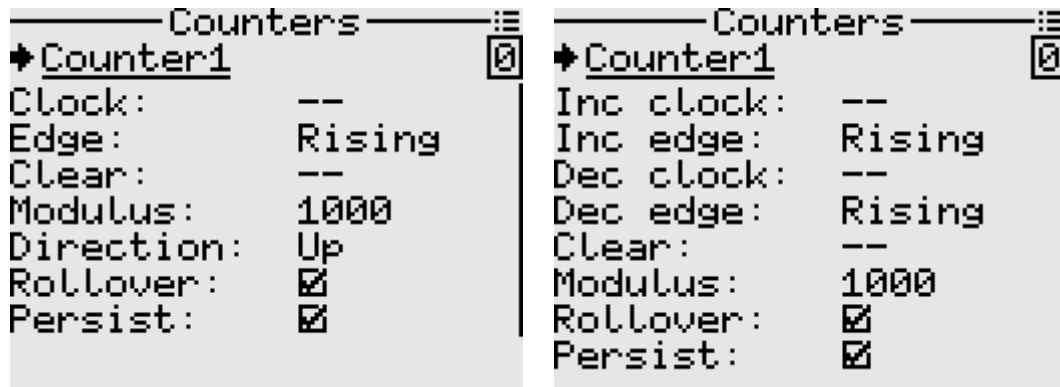 Counters
Counter1 0
Clock: --
Edge: Rising
Clear: --
Modulus: 1000
Direction: Up
Rollover:
Persist:
Counters
Counter1 0
Inc clock: --
Inc edge: Rising
Dec clock: --
Dec edge: Rising
Clear: --
Modulus: 1000
Rollover:
Persist: